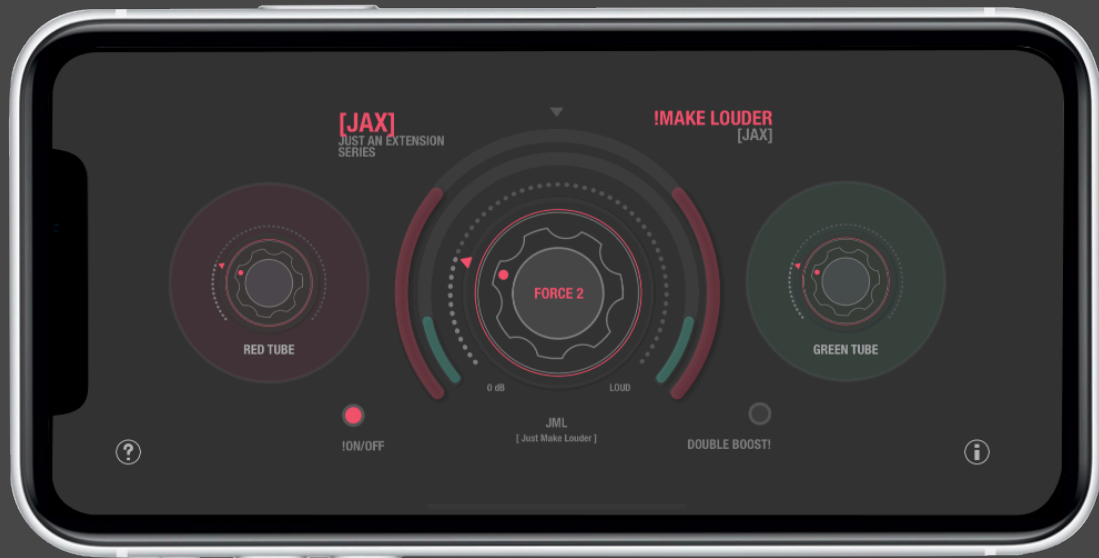 [JAX]
JUST AN EXTENSION
SERIES
!MAKE LOUDER
[JAX]
FORCE 2
RED TUBE
GREEN TUBE
0 dB
LOUD
JML
[ Just Make Louder ]
!ON/OFF
DOUBLE BOOST!
?
i